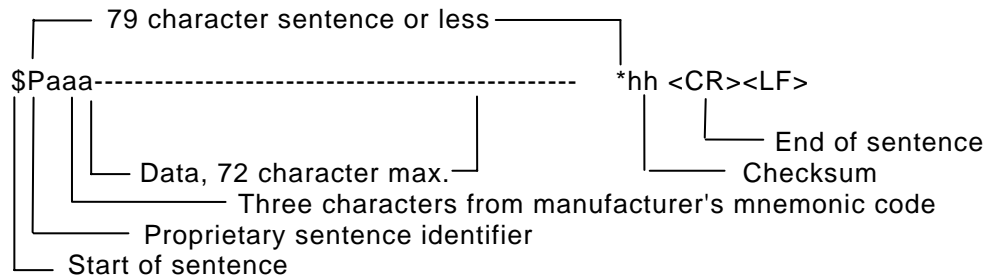 79 character sentence or less
$Paaa------------------------------------------------ *hh <CR><LF>
End of sentence
Data, 72 character max.
Checksum
Three characters from manufacturer's mnemonic code
Proprietary sentence identifier
Start of sentence